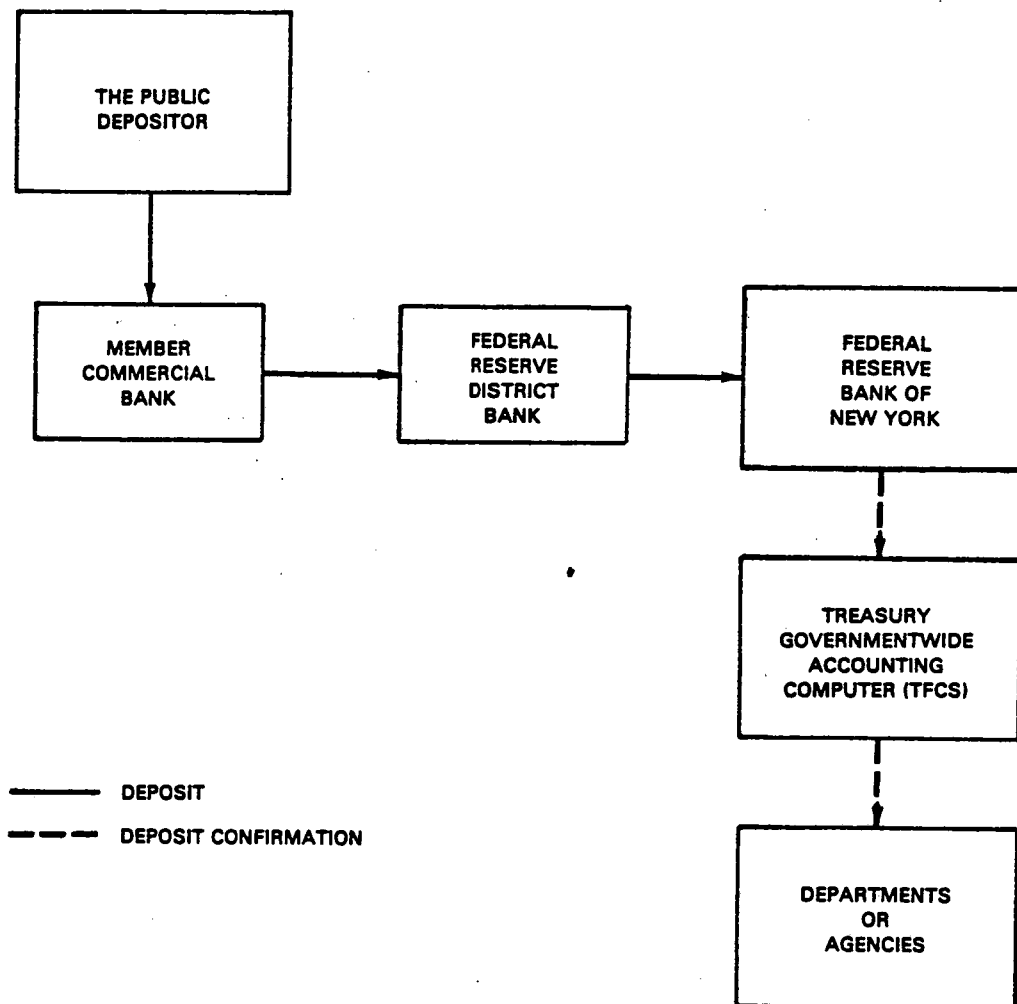 THE PUBLIC
DEPOSITOR
MEMBER
COMMERCIAL
BANK
FEDERAL
RESERVE
DISTRICT
BANK
FEDERAL
RESERVE
BANK OF
NEW YORK
TREASURY
GOVERNMENTWIDE
ACCOUNTING
COMPUTER (TFCS)
DEPOSIT
DEPOSIT CONFIRMATION
DEPARTMENTS
OR
AGENCIES